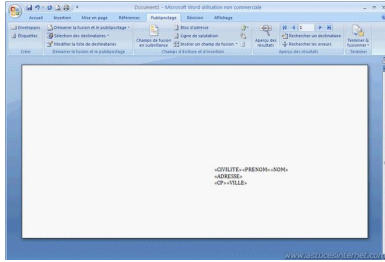 Document1 - Microsoft Word utilisation non commerciale
Accueil Insertion Mise en page Références Publipostage Révision Affichage
Enveloppes
Étiquettes
Créer
Démarrer la fusion et le publipostage
Sélection des destinataires
Modifier la liste de destinataires
Démarrer la fusion et le publipostage
Champs de fusion en surbrillance
Bloc d'adresse
Ligne de salutation
Insérer un champ de fusion
Champs d'écriture et d'insertion
Aperçu des résultats
1
Rechercher un destinataire
Rechercher les erreurs
Aperçu des résultats
Terminer & fusionner
Terminer
«CIVILITE» «PRENOM» «NOM»
«ADRESSE»
«CP» «VILLE»
www.astucesinternet.com